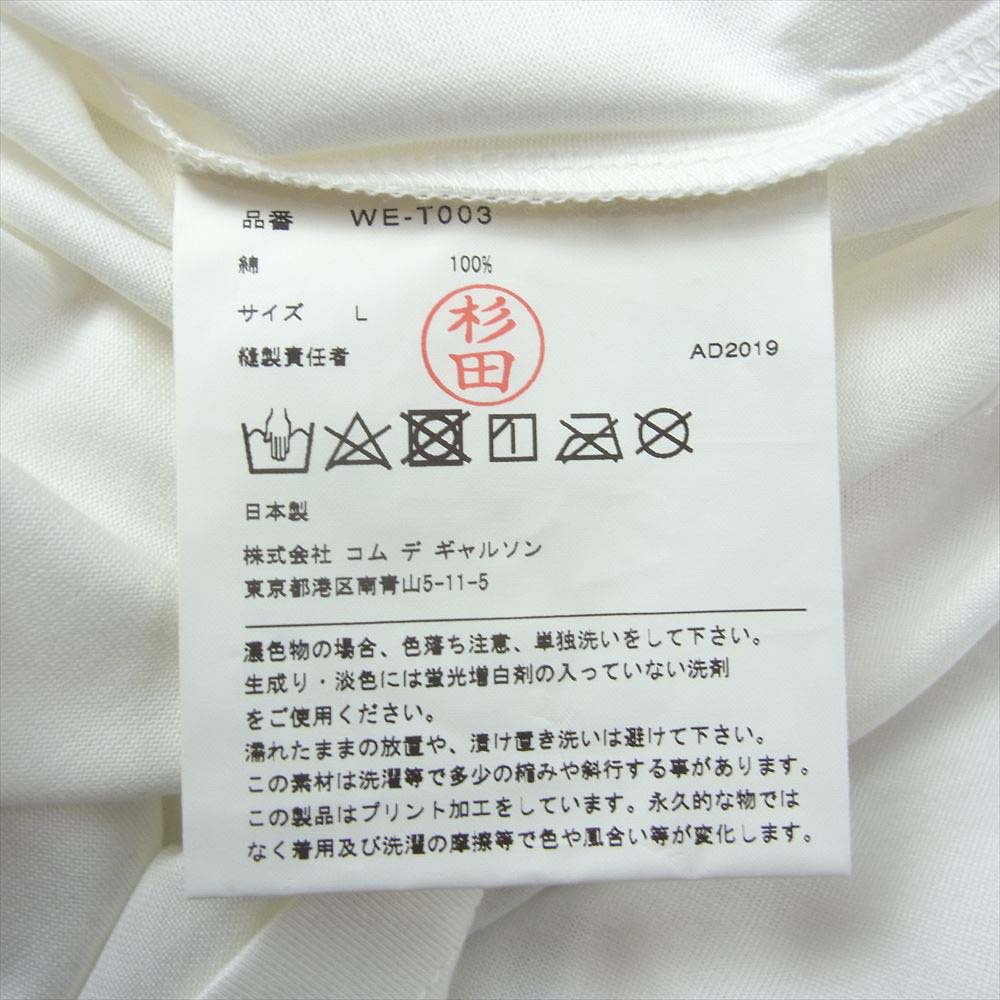 品番 WE-T003
綿 100%
サイズ L
縫製責任者 杉田 AD2019
日本製
株式会社 コム デ ギャルソン
東京都港区南青山5-11-5
濃色物の場合、色落ち注意、単独洗いをして下さい。
生成り・淡色には蛍光増白剤の入っていない洗剤
をご使用ください。
濡れたままの放置や、漬け置き洗いは避けて下さい。
この素材は洗濯等で多少の縮みや斜行する事があります。
この製品はプリント加工をしています。永久的な物では
なく着用及び洗濯の摩擦等で色や風合い等が変化します。